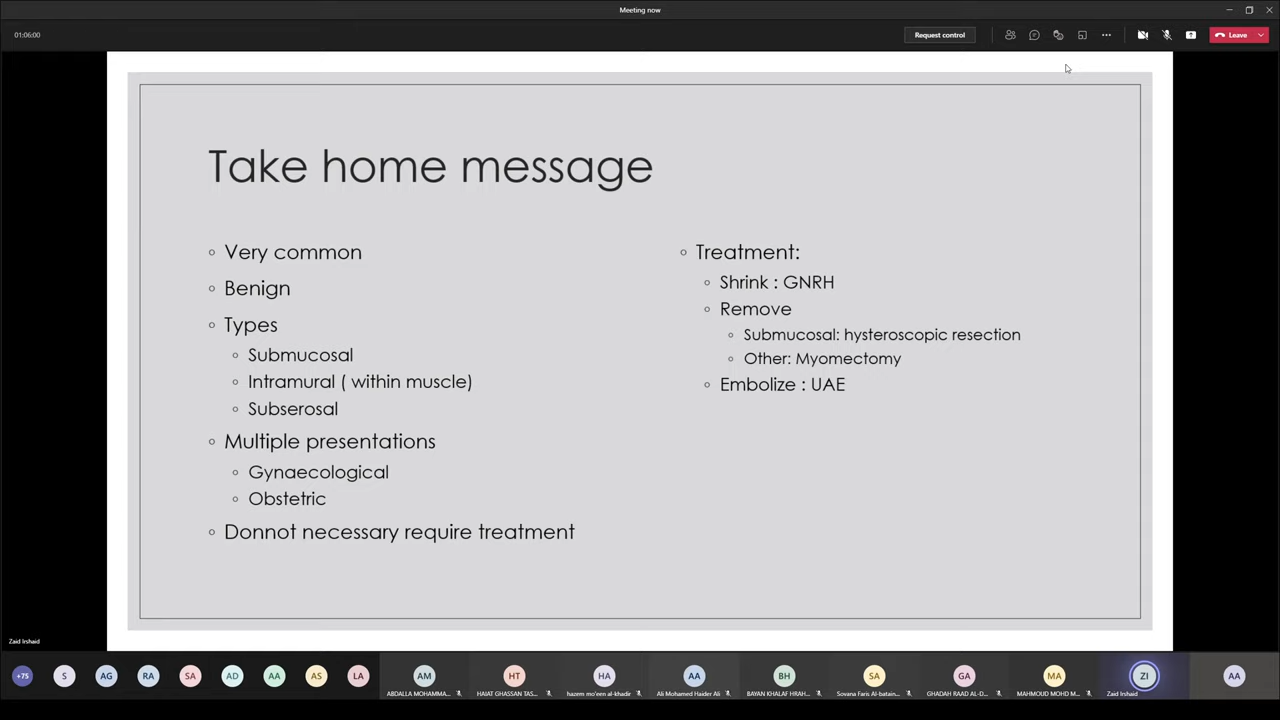 Meeting now
01:06:00
Request control
Leave
Take home message
Very common
Benign
Types
Submucosal
Intramural ( within muscle)
Subserosal
Multiple presentations
Gynaecological
Obstetric
Donnot necessary require treatment
Treatment:
Shrink : GNRH
Remove
Submucosal: hysteroscopic resection
Other: Myomectomy
Embolize : UAE
Zaid Irshaid
+75
S
AG
RA
SA
AD
AA
AS
LA
AM
ABDALLA MOHAMMA...
HT
HAIAT GHASSAN TAS...
HA
hazem mo'een al-khadir
AA
Ali Mohamed Haider Ali
BH
BAYAN KHALAF HRAH...
SA
Sovana Faris Al-batain...
GA
GHADAH RAAD AL-D...
MA
MAHMOUD MOHD M...
ZI
Zaid Irshaid
AA